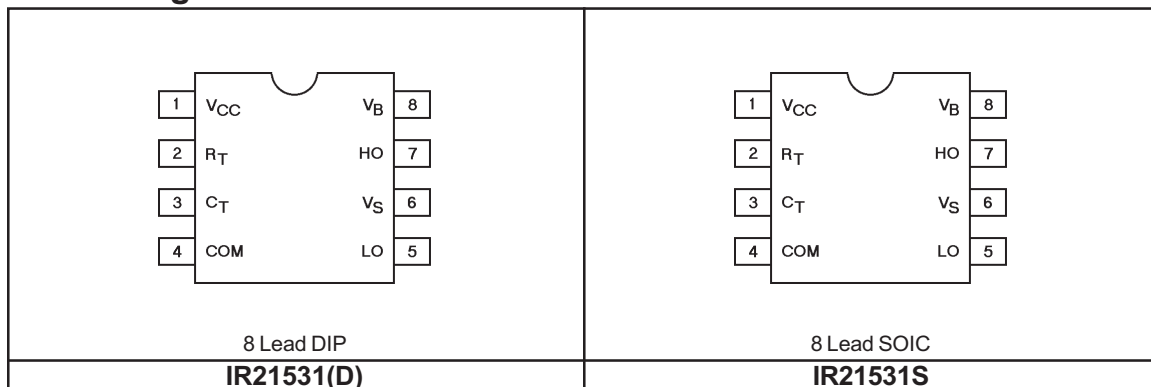 1 VCC VB 8
2 RT HO 7
3 CT VS 6
4 COM LO 5
8 Lead DIP
IR21531(D)
1 VCC VB 8
2 RT HO 7
3 CT VS 6
4 COM LO 5
8 Lead SOIC
IR21531S